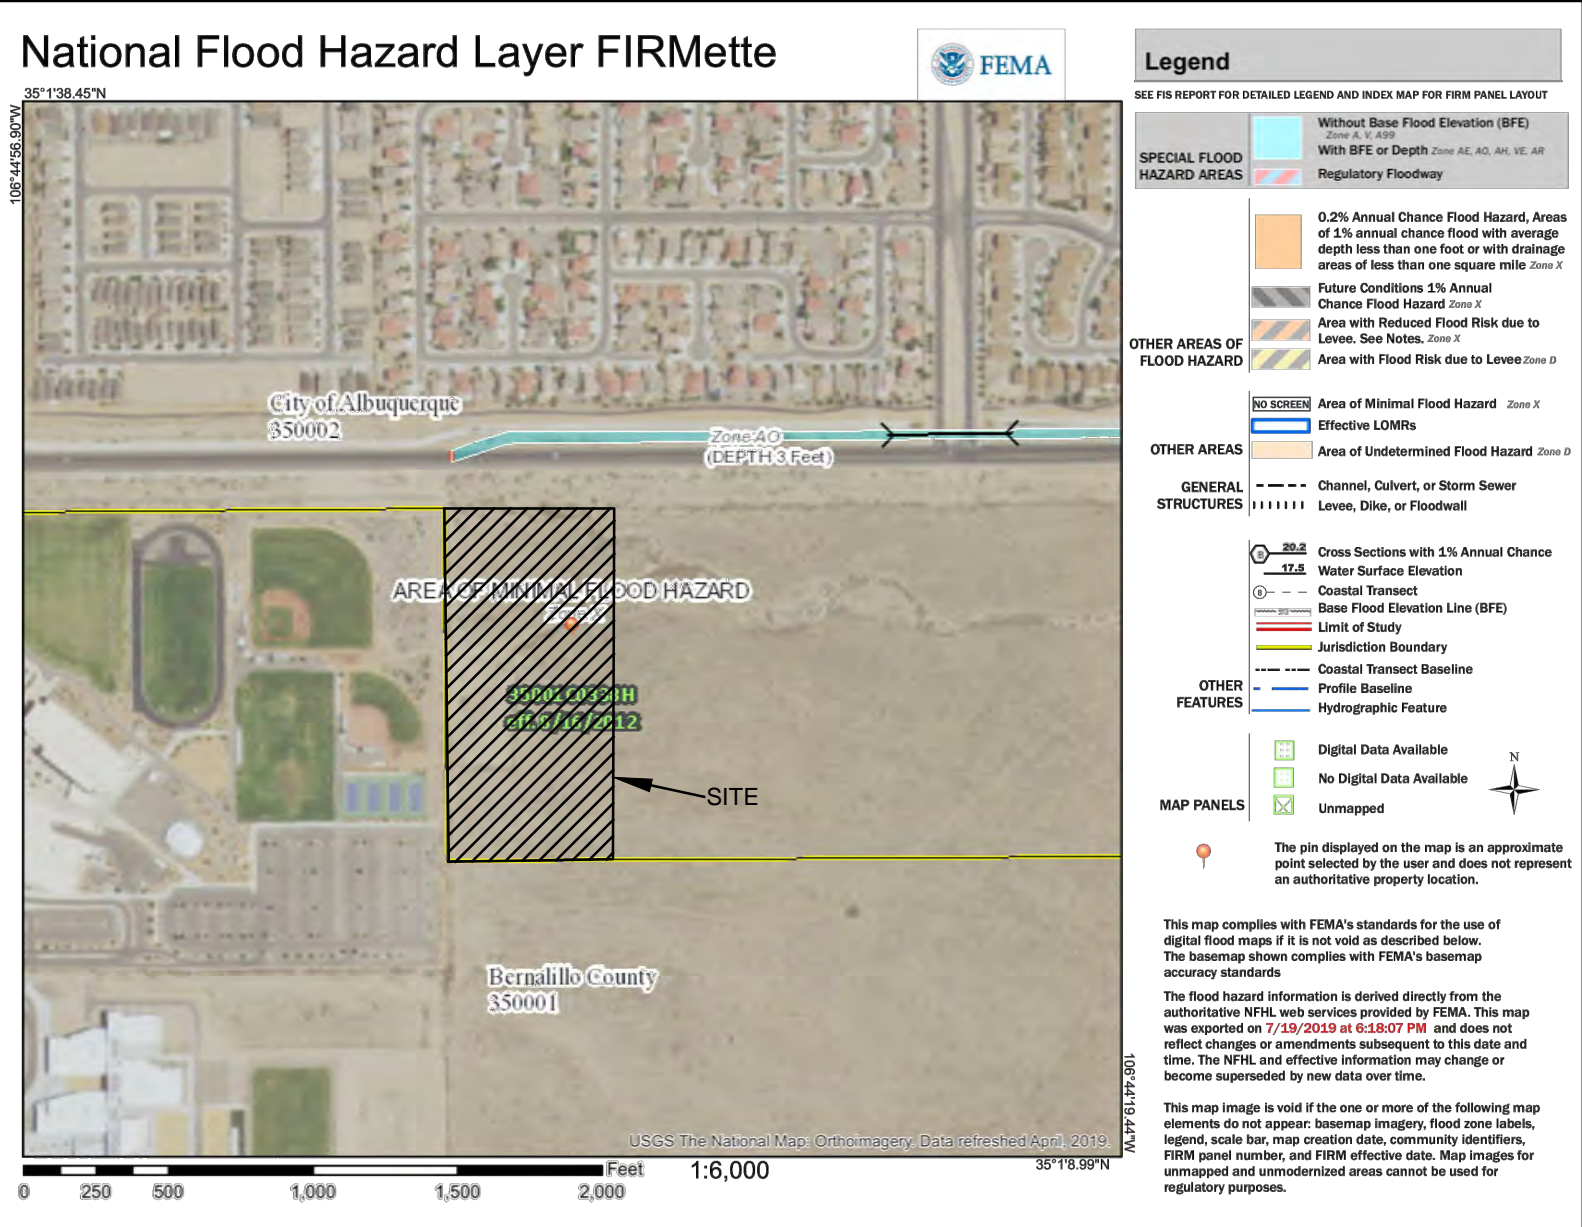 National Flood Hazard Layer FIRMette
FEMA
35°1'38.45"N
106°44'56.90"W
City of Albuquerque
350002
Zone AO
(DEPTH 3 Feet)
AREA OF MINIMAL FLOOD HAZARD
Zone X
35001C0338H
eff.8/16/2012
SITE
Bernalillo County
350001
USGS The National Map: Orthoimagery. Data refreshed April, 2019.
106°44'19.44"W
35°1'8.99"N
Feet
1:6,000
0 250 500 1,000 1,500 2,000
Legend
SEE FIS REPORT FOR DETAILED LEGEND AND INDEX MAP FOR FIRM PANEL LAYOUT
SPECIAL FLOOD
HAZARD AREAS
Without Base Flood Elevation (BFE)
Zone A, V, A99
With BFE or Depth Zone AE, AO, AH, VE, AR
Regulatory Floodway
OTHER AREAS OF
FLOOD HAZARD
0.2% Annual Chance Flood Hazard, Areas
of 1% annual chance flood with average
depth less than one foot or with drainage
areas of less than one square mile Zone X
Future Conditions 1% Annual
Chance Flood Hazard Zone X
Area with Reduced Flood Risk due to
Levee. See Notes. Zone X
Area with Flood Risk due to Levee Zone D
OTHER AREAS
NO SCREEN Area of Minimal Flood Hazard Zone X
Effective LOMRs
Area of Undetermined Flood Hazard Zone D
GENERAL
STRUCTURES
Channel, Culvert, or Storm Sewer
Levee, Dike, or Floodwall
OTHER
FEATURES
B 20.2 Cross Sections with 1% Annual Chance
17.5 Water Surface Elevation
8 Coastal Transect
Base Flood Elevation Line (BFE)
Limit of Study
Jurisdiction Boundary
Coastal Transect Baseline
Profile Baseline
Hydrographic Feature
MAP PANELS
Digital Data Available
No Digital Data Available
Unmapped
N
The pin displayed on the map is an approximate
point selected by the user and does not represent
an authoritative property location.
This map complies with FEMA's standards for the use of
digital flood maps if it is not void as described below.
The basemap shown complies with FEMA's basemap
accuracy standards
The flood hazard information is derived directly from the
authoritative NFHL web services provided by FEMA. This map
was exported on 7/19/2019 at 6:18:07 PM and does not
reflect changes or amendments subsequent to this date and
time. The NFHL and effective information may change or
become superseded by new data over time.
This map image is void if the one or more of the following map
elements do not appear: basemap imagery, flood zone labels,
legend, scale bar, map creation date, community identifiers,
FIRM panel number, and FIRM effective date. Map images for
unmapped and unmodernized areas cannot be used for
regulatory purposes.